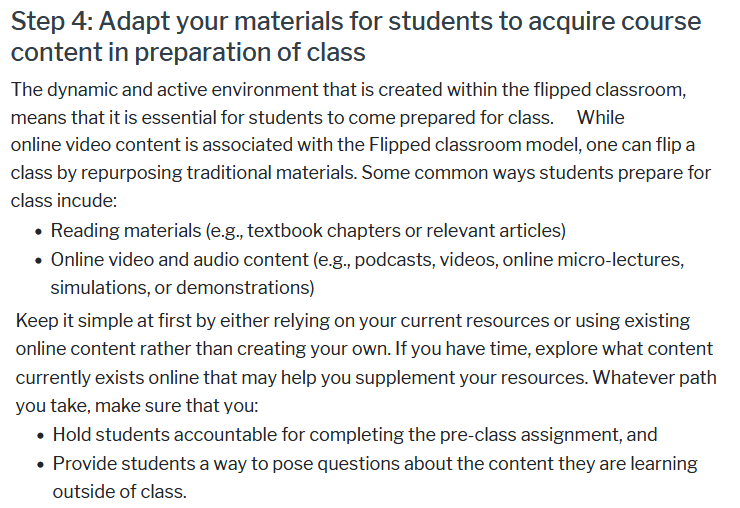 Step 4: Adapt your materials for students to acquire course
content in preparation of class
The dynamic and active environment that is created within the flipped classroom,
means that it is essential for students to come prepared for class. While
online video content is associated with the Flipped classroom model, one can flip a
class by repurposing traditional materials. Some common ways students prepare for
class incude:
• Reading materials (e.g., textbook chapters or relevant articles)
• Online video and audio content (e.g., podcasts, videos, online micro-lectures,
simulations, or demonstrations)
Keep it simple at first by either relying on your current resources or using existing
online content rather than creating your own. If you have time, explore what content
currently exists online that may help you supplement your resources. Whatever path
you take, make sure that you:
• Hold students accountable for completing the pre-class assignment, and
• Provide students a way to pose questions about the content they are learning
outside of class.